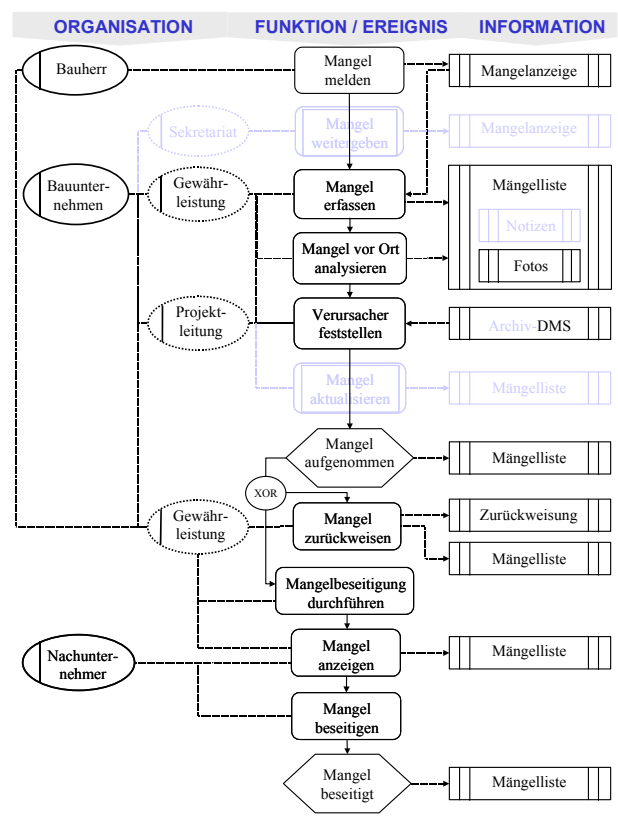 ORGANISATION FUNKTION / EREIGNIS INFORMATION
Bauherr
Mangel
melden
Mangelanzeige
Sekretariat
Mangel
weitergeben
Mangelanzeige
Bauunter-
nehmen
Gewähr-
leistung
Mangel
erfassen
Mängelliste
Notizen
Fotos
Mangel vor Ort
analysieren
Projekt-
leitung
Verursacher
feststellen
Archiv-DMS
Mangel
aktualisieren
Mängelliste
Mangel
aufgenommen
Mängelliste
XOR
Gewähr-
leistung
Mangel
zurückweisen
Zurückweisung
Mängelliste
Mangelbeseitigung
durchführen
Nachunter-
nehmer
Mangel
anzeigen
Mängelliste
Mangel
beseitigen
Mangel
beseitigt
Mängelliste